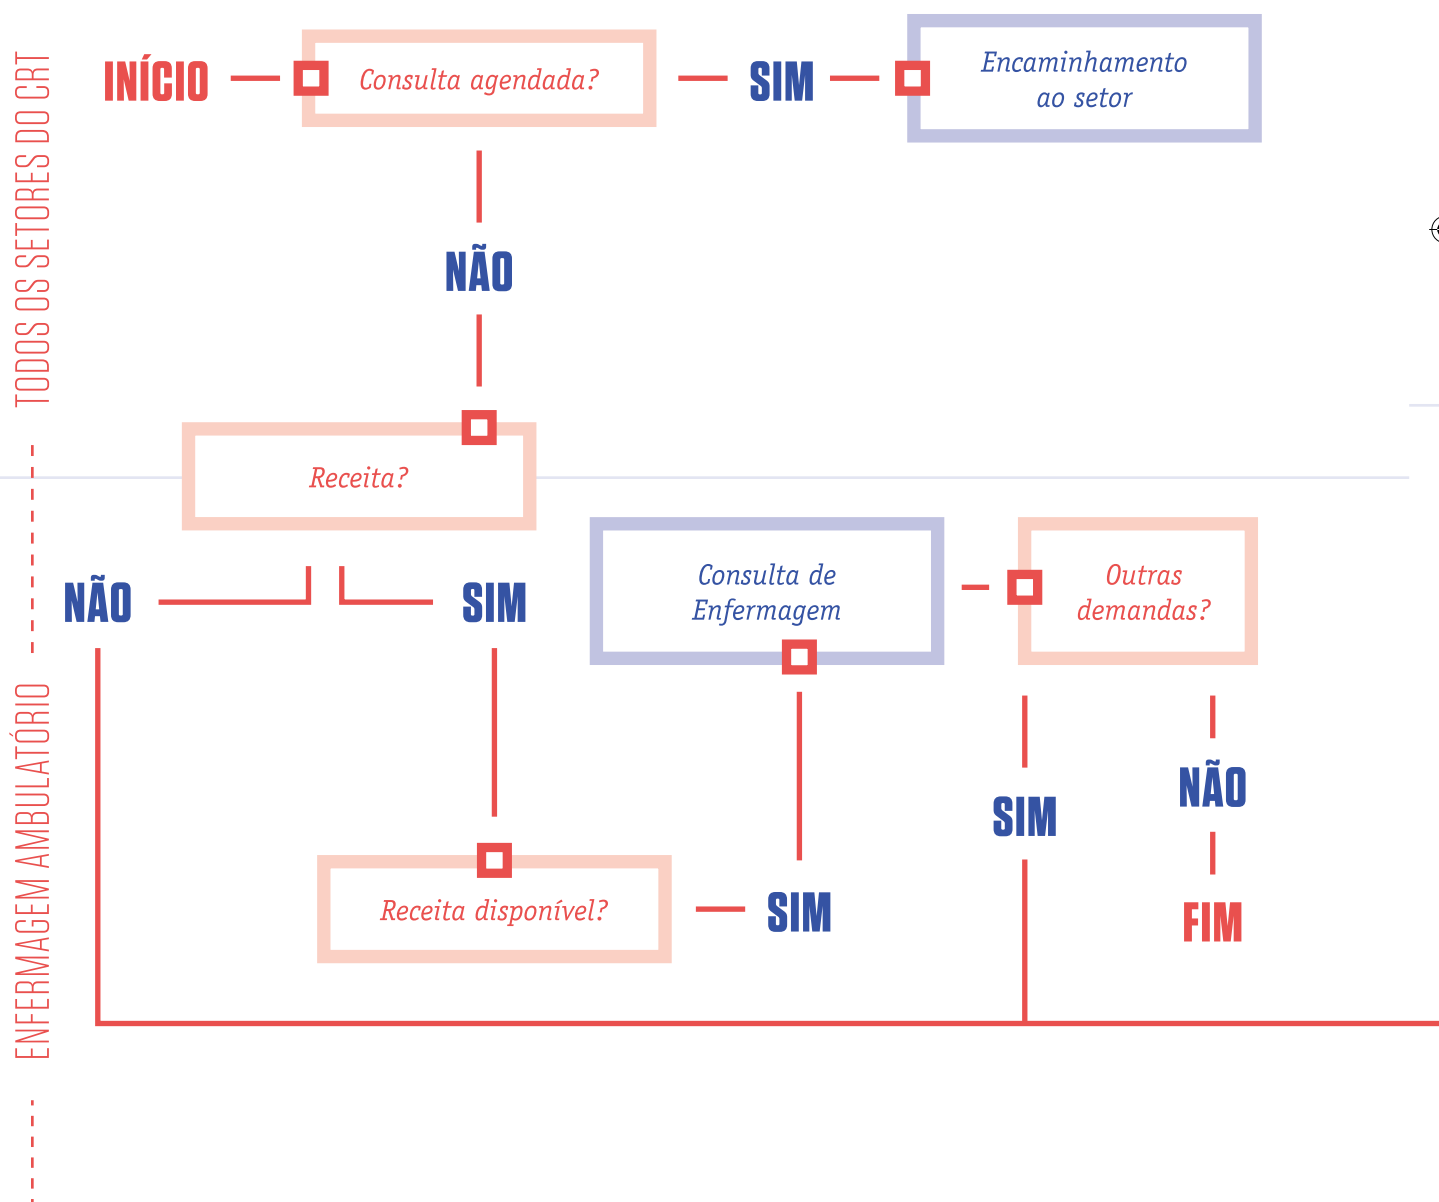 TODOS OS SETORES DO CRT
INÍCIO
Consulta agendada?
SIM
Encaminhamento
ao setor
NÃO
Receita?
NÃO
SIM
Consulta de
Enfermagem
Outras
demandas?
ENFERMAGEM AMBULATÓRIO
Receita disponível?
SIM
SIM
NÃO
FIM